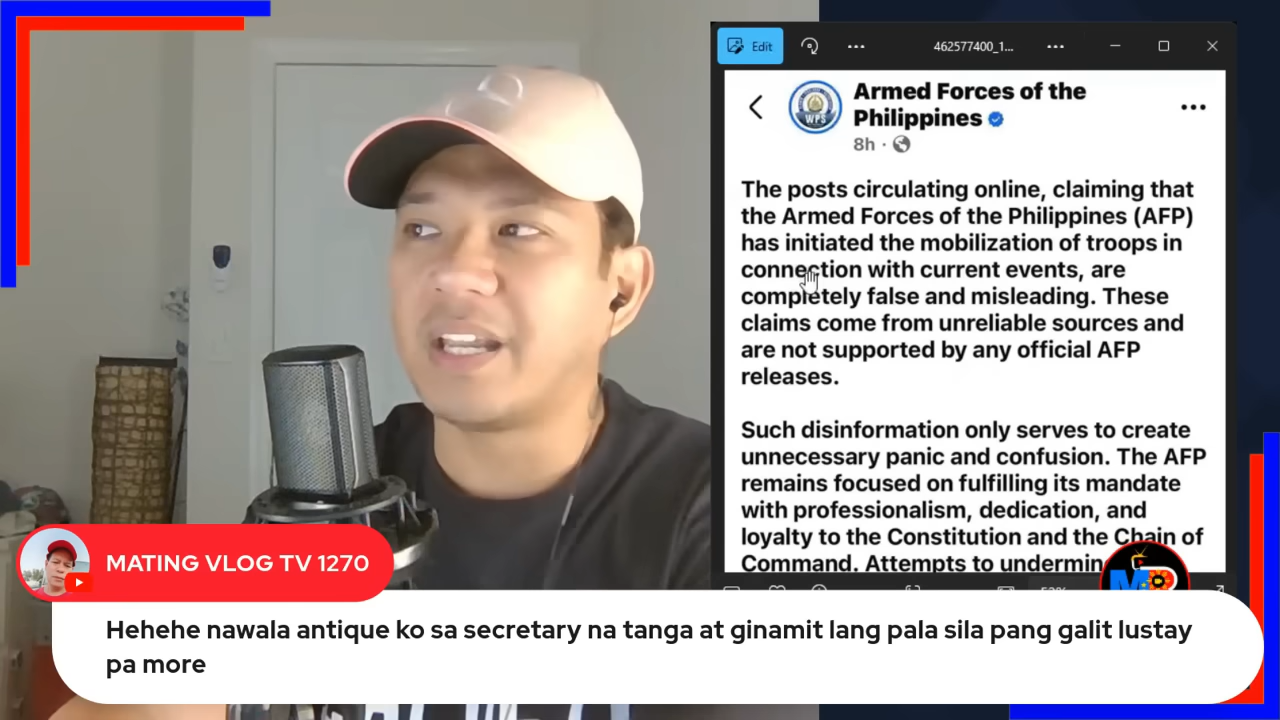 Edit
462577400_1...
Armed Forces of the
Philippines
8h
WPS
The posts circulating online, claiming that
the Armed Forces of the Philippines (AFP)
has initiated the mobilization of troops in
connection with current events, are
completely false and misleading. These
claims come from unreliable sources and
are not supported by any official AFP
releases.
Such disinformation only serves to create
unnecessary panic and confusion. The AFP
remains focused on fulfilling its mandate
with professionalism, dedication, and
loyalty to the Constitution and the Chain of
Command. Attempts to undermin
MATING VLOG TV 1270
Hehehe nawala antique ko sa secretary na tanga at ginamit lang pala sila pang galit lustay
pa more